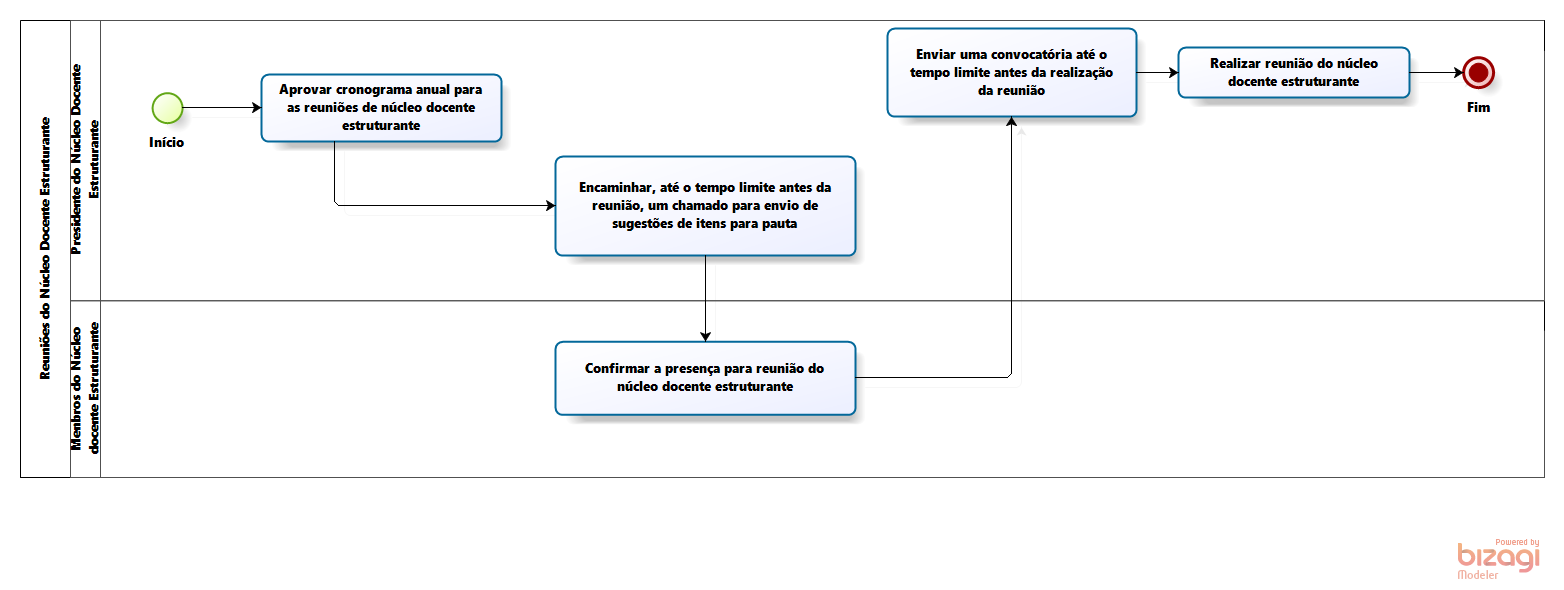 Reuniões do Núcleo Docente Estruturante
Presidente do Núcleo Docente
Estruturante
Início
Aprovar cronograma anual para
as reuniões de núcleo docente
estruturante
Encaminhar, até o tempo limite antes da
reunião, um chamado para envio de
sugestões de itens para pauta
Enviar uma convocatória até o
tempo limite antes da realização
da reunião
Realizar reunião do núcleo
docente estruturante
Fim
Menbros do Núcleo
docente Estruturante
Confirmar a presença para reunião do
núcleo docente estruturante
Powered by
bizagi
Modeler